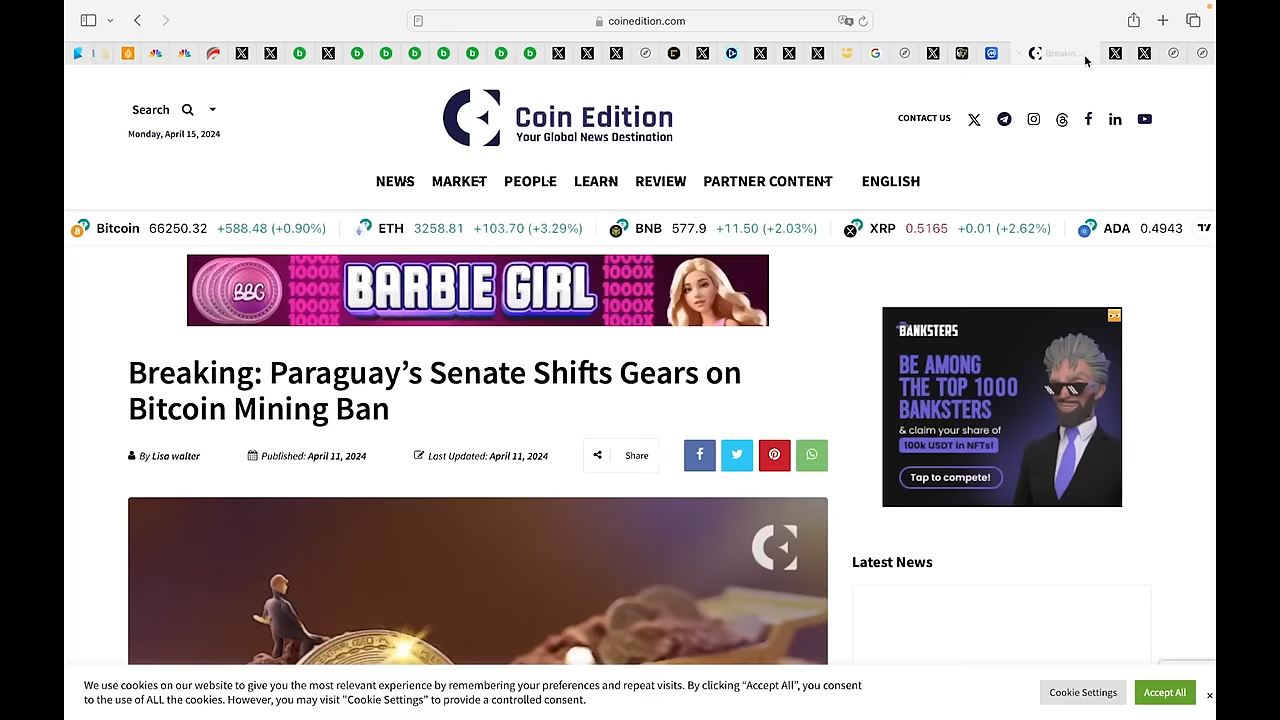 coinedition.com
Breakin
Search
Monday, April 15, 2024
Coin Edition
Your Global News Destination
CONTACT US
NEWS MARKET PEOPLE LEARN REVIEW PARTNER CONTENT ENGLISH
Bitcoin 66250.32 +588.48 (+0.90%) ETH 3258.81 +103.70 (+3.29%) BNB 577.9 +11.50 (+2.03%) XRP 0.5165 +0.01 (+2.62%) ADA 0.4943
BBG 1000X BARBIE GIRL 1000X
BANKSTERS
BE AMONG
THE TOP 1000
BANKSTERS
& claim your share of
100k USDT in NFTs!
Tap to compete!
Breaking: Paraguay’s Senate Shifts Gears on
Bitcoin Mining Ban
By Lisa walter Published: April 11, 2024 Last Updated: April 11, 2024 Share
Latest News
We use cookies on our website to give you the most relevant experience by remembering your preferences and repeat visits. By clicking “Accept All”, you consent
to the use of ALL the cookies. However, you may visit "Cookie Settings" to provide a controlled consent.
Cookie Settings Accept All